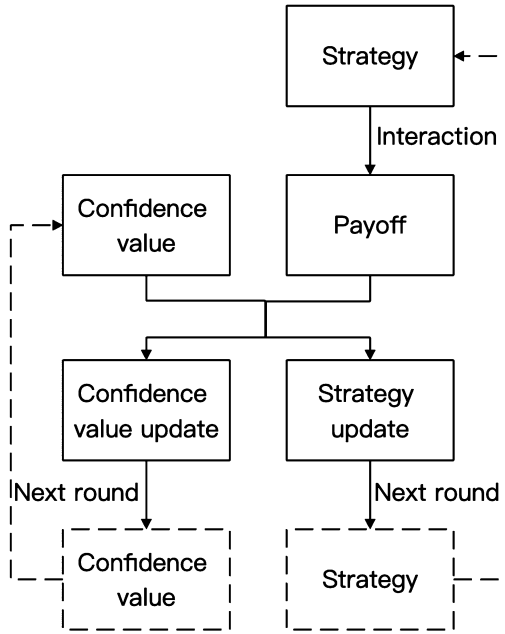 Strategy
Interaction
Confidence
value
Payoff
Confidence
value update
Strategy
update
Next round
Next round
Confidence
value
Strategy